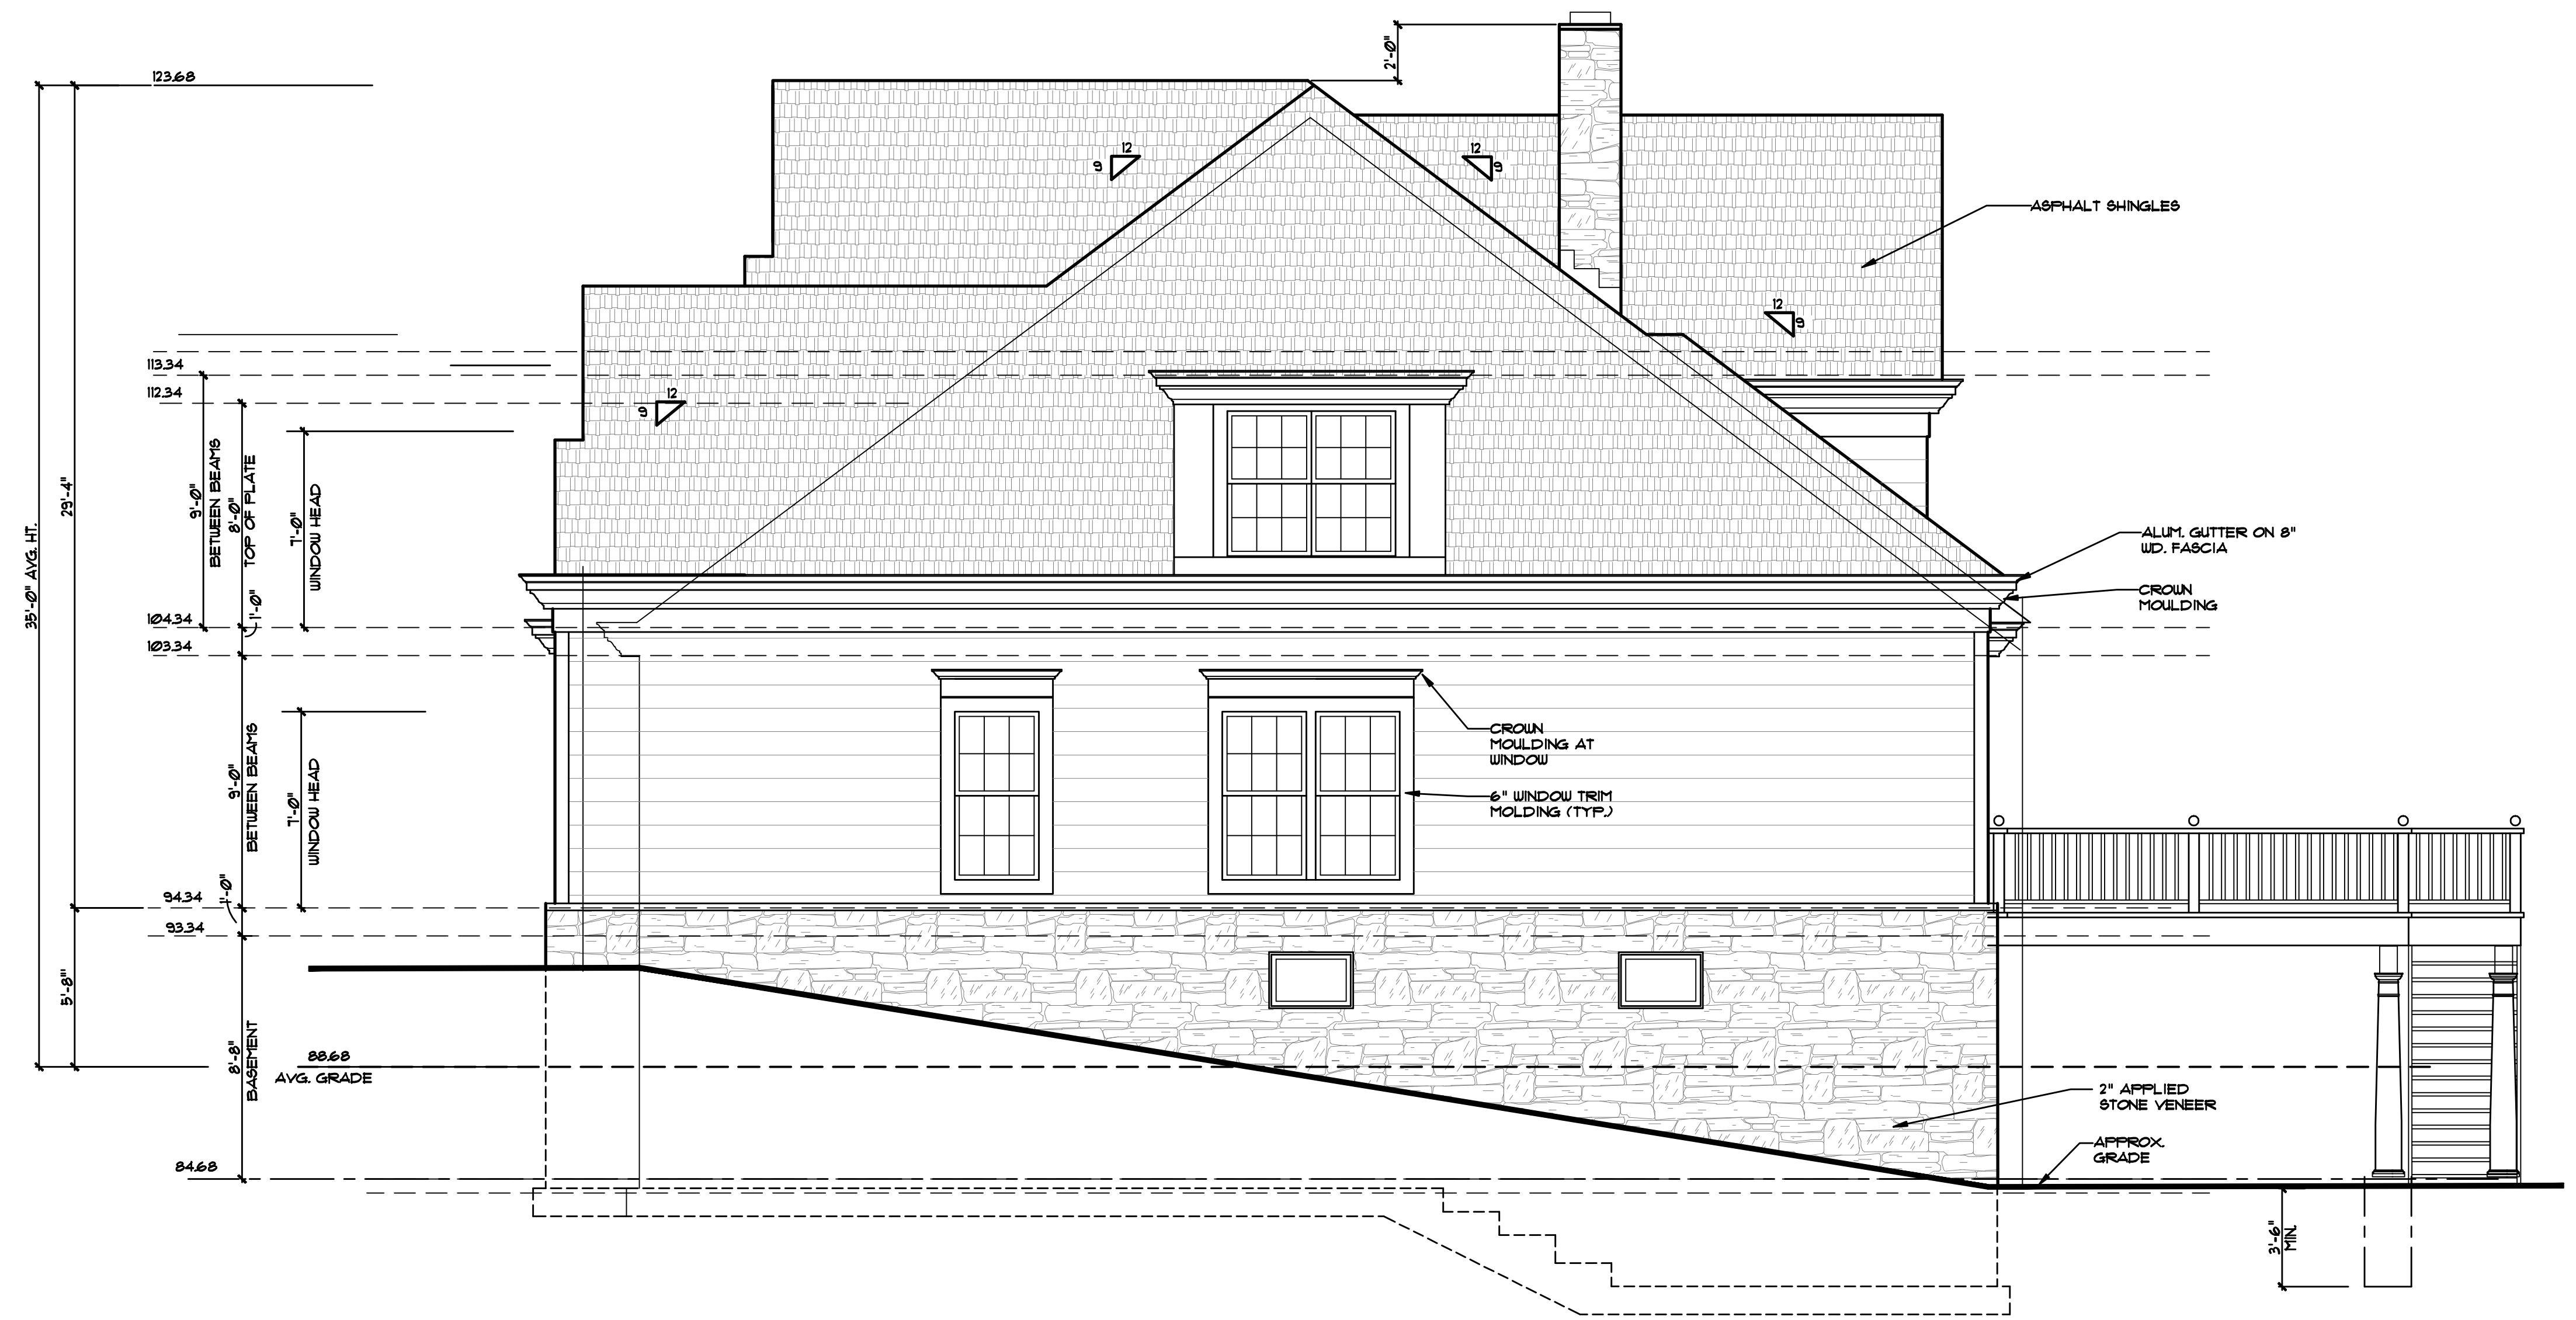 2'-0"
123.68
12
9
12
9
ASPHALT SHINGLES
12
9
113.34
112.34
12
9
29'-4"
35'-0" AVG. HT.
9'-0"
BETWEEN BEAMS
8'-0"
TOP OF PLATE
7'-0"
WINDOW HEAD
ALUM. GUTTER ON 8"
WD. FASCIA
CROWN
MOULDING
1'-0"
104.34
103.34
CROWN
MOULDING AT
WINDOW
6" WINDOW TRIM
MOLDING (TYP.)
9'-0"
BETWEEN BEAMS
7'-0"
WINDOW HEAD
94.34
1'-0"
93.34
5'-8"
8'-8"
BASEMENT
88.68
AVG. GRADE
2" APPLIED
STONE VENEER
APPROX.
GRADE
84.68
3'-6"
MIN.